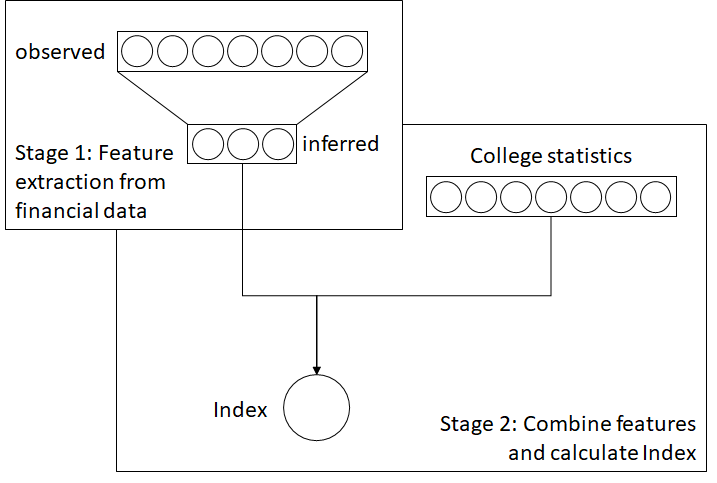 observed
inferred
Stage 1: Feature
extraction from
financial data
College statistics
Index
Stage 2: Combine features
and calculate Index